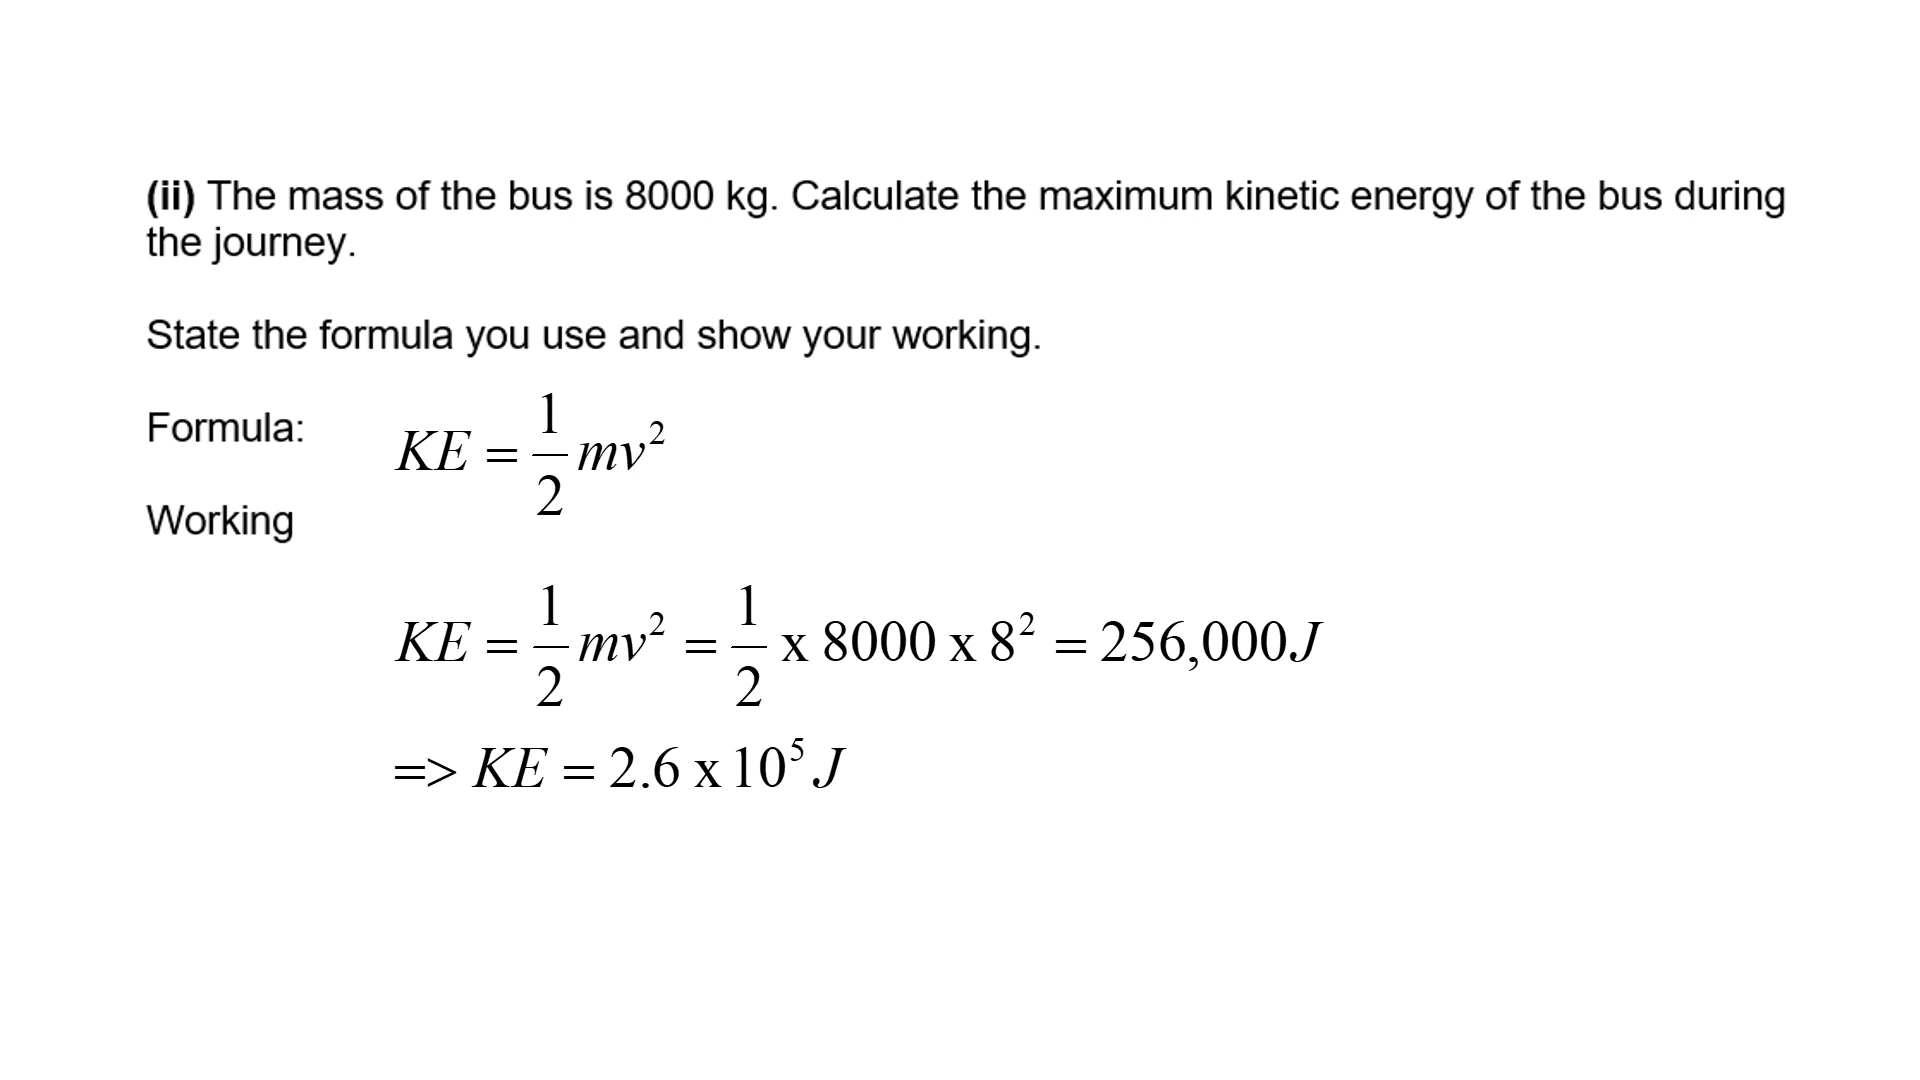 (ii) The mass of the bus is 8000 kg. Calculate the maximum kinetic energy of the bus during
the journey.
State the formula you use and show your working.
Formula: KE = 1/2 mv²
Working
KE = 1/2 mv² = 1/2 x 8000 x 8² = 256,000J
=> KE = 2.6 x 10⁵ J